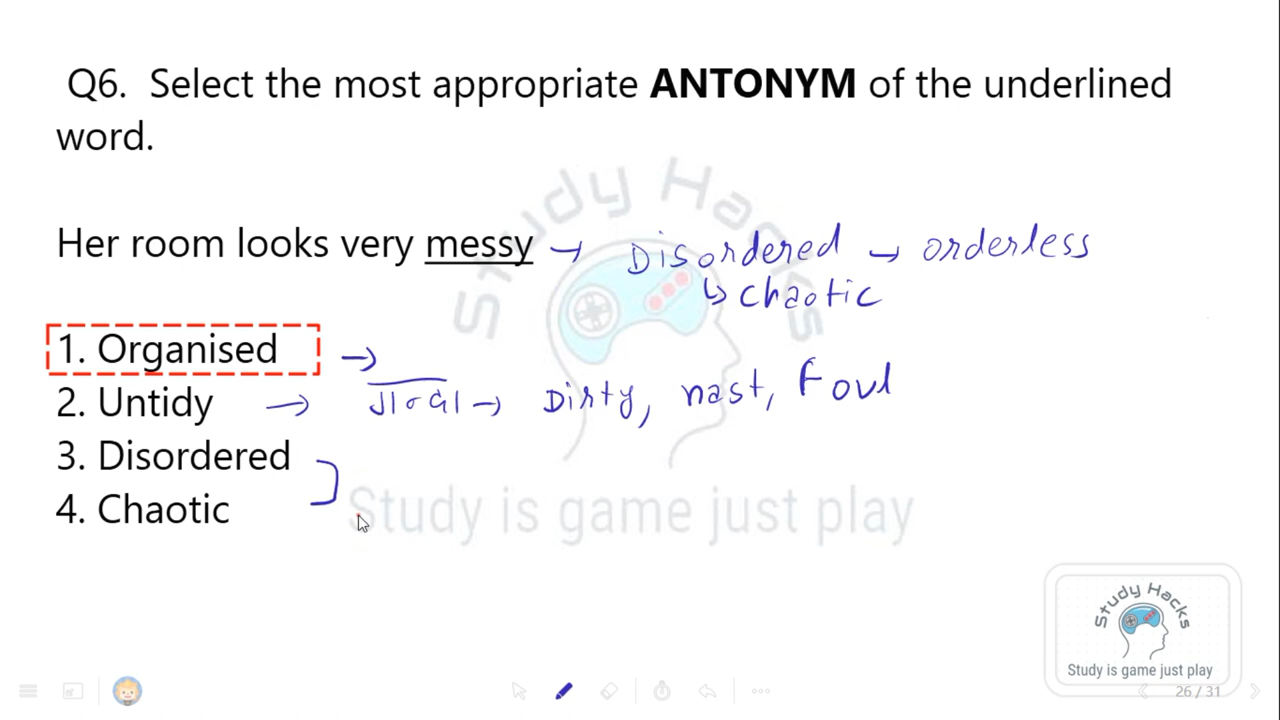 Q6. Select the most appropriate ANTONYM of the underlined
word.
Her room looks very messy → Disordered → orderless
↳ chaotic
1. Organised →
2. Untidy → गंदा → Dirty, nast, Foul
3. Disordered
4. Chaotic
Study Hacks
Study is game just play
Study Hacks
Study is game just play
26 / 31